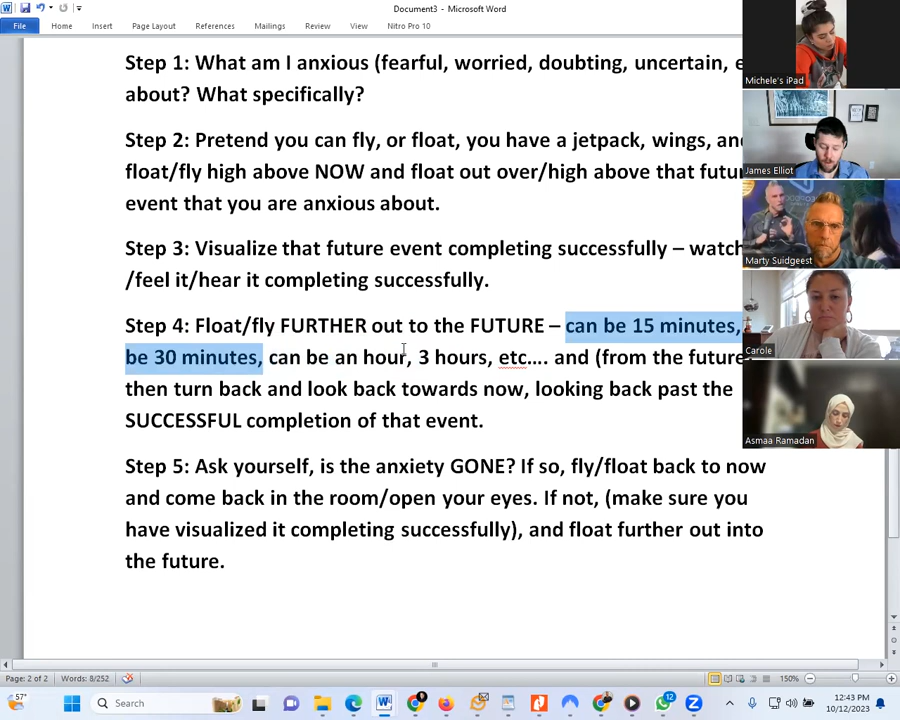 Document3 - Microsoft Word
File Home Insert Page Layout References Mailings Review View Nitro Pro 10
Step 1: What am I anxious (fearful, worried, doubting, uncertain,
about? What specifically?
Step 2: Pretend you can fly, or float, you have a jetpack, wings,
float/fly high above NOW and float out over/high above that
event that you are anxious about.
Step 3: Visualize that future event completing successfully –
/feel it/hear it completing successfully.
Step 4: Float/fly FURTHER out to the FUTURE – can be 15 minutes,
be 30 minutes, can be an hour, 3 hours, etc.... and (from the future
then turn back and look back towards now, looking back past the
SUCCESSFUL completion of that event.
Step 5: Ask yourself, is the anxiety GONE? If so, fly/float back to now
and come back in the room/open your eyes. If not, (make sure you
have visualized it completing successfully), and float further out into
the future.
Michele's iPad
James Elliot
Marty Suidgeest
Carole
Asmaa Ramadan
Page: 2 of 2 Words: 8/252 150%
57°
Search
12
12:43 PM
10/12/2023